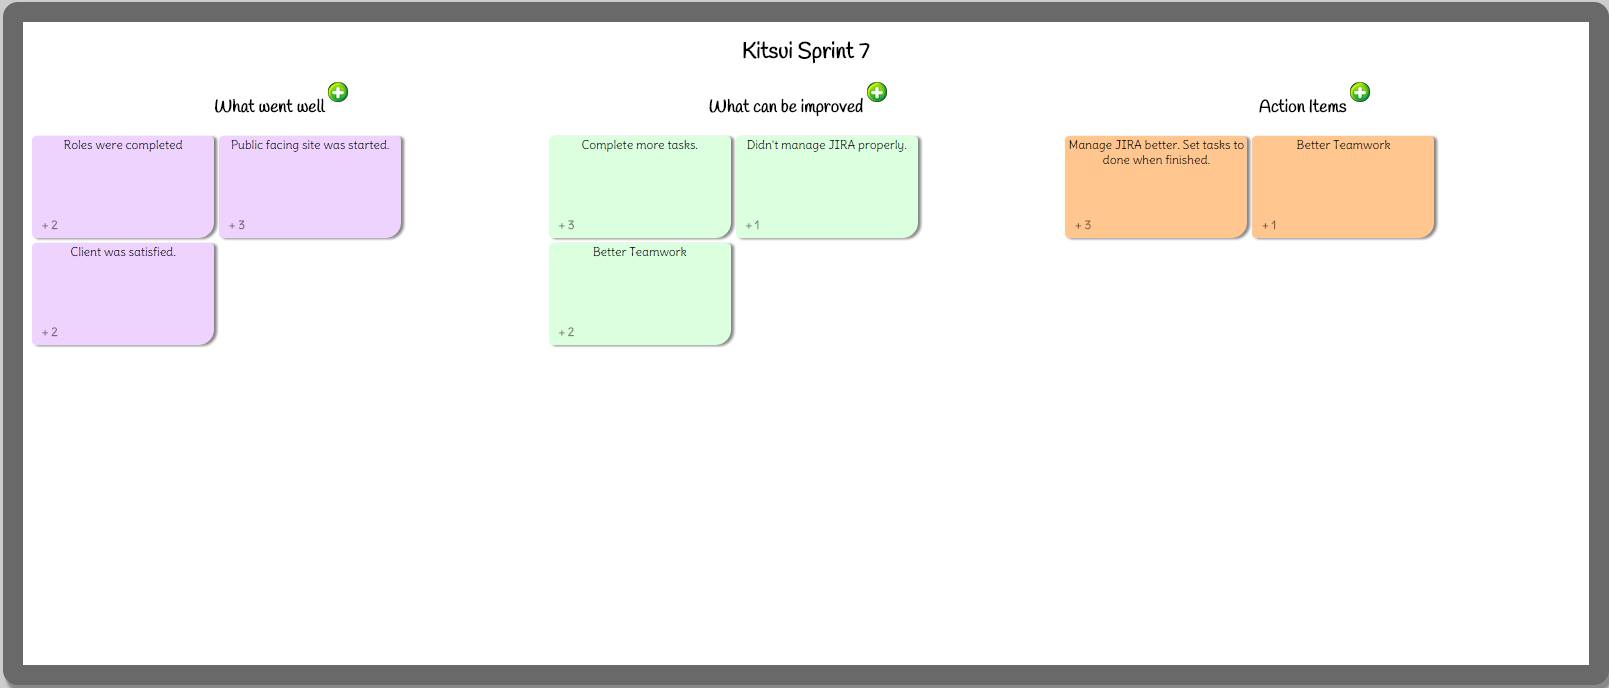 Kitsui Sprint 7
What went well
Roles were completed
+ 2
Public facing site was started.
+ 3
Client was satisfied.
+ 2
What can be improved
Complete more tasks.
+ 3
Didn't manage JIRA properly.
+ 1
Better Teamwork
+ 2
Action Items
Manage JIRA better. Set tasks to
done when finished.
+ 3
Better Teamwork
+ 1